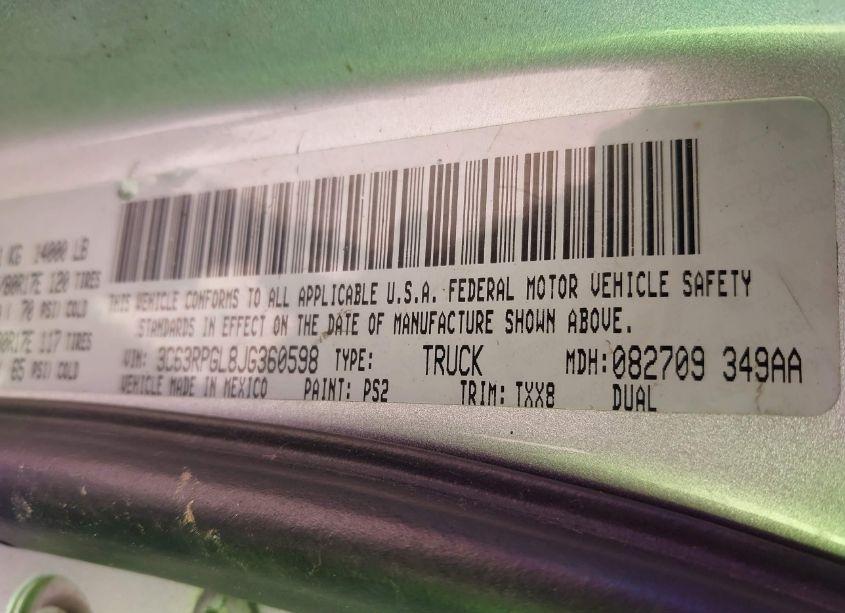 KG 14000 LB
THIS VEHICLE CONFORMS TO ALL APPLICABLE U.S.A. FEDERAL MOTOR VEHICLE SAFETY
STANDARDS IN EFFECT ON THE DATE OF MANUFACTURE SHOWN ABOVE.
/80R17E 120 TIRES
70 PSI/ COLD
0R17E 117 TIRES
65 PSI/ COLD
VIN: 3C63RPGL8JG360598 TYPE: TRUCK MDH:082709 349AA
VEHICLE MADE IN MEXICO PAINT: PS2 TRIM: TXX8 DUAL